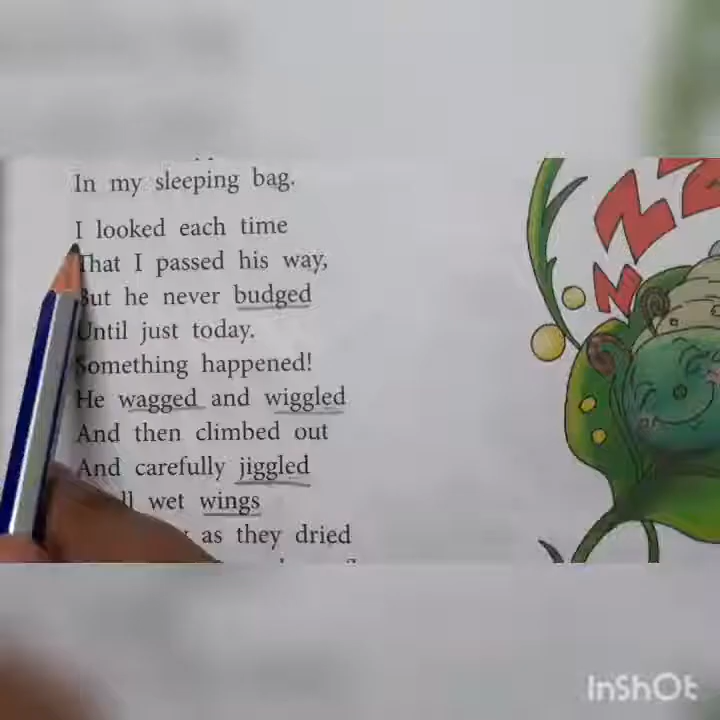 In my sleeping bag.
I looked each time
That I passed his way,
But he never budged
Until just today.
Something happened!
He wagged and wiggled
And then climbed out
And carefully jiggled
wet wings
as they dried
ZZZ
InShOt